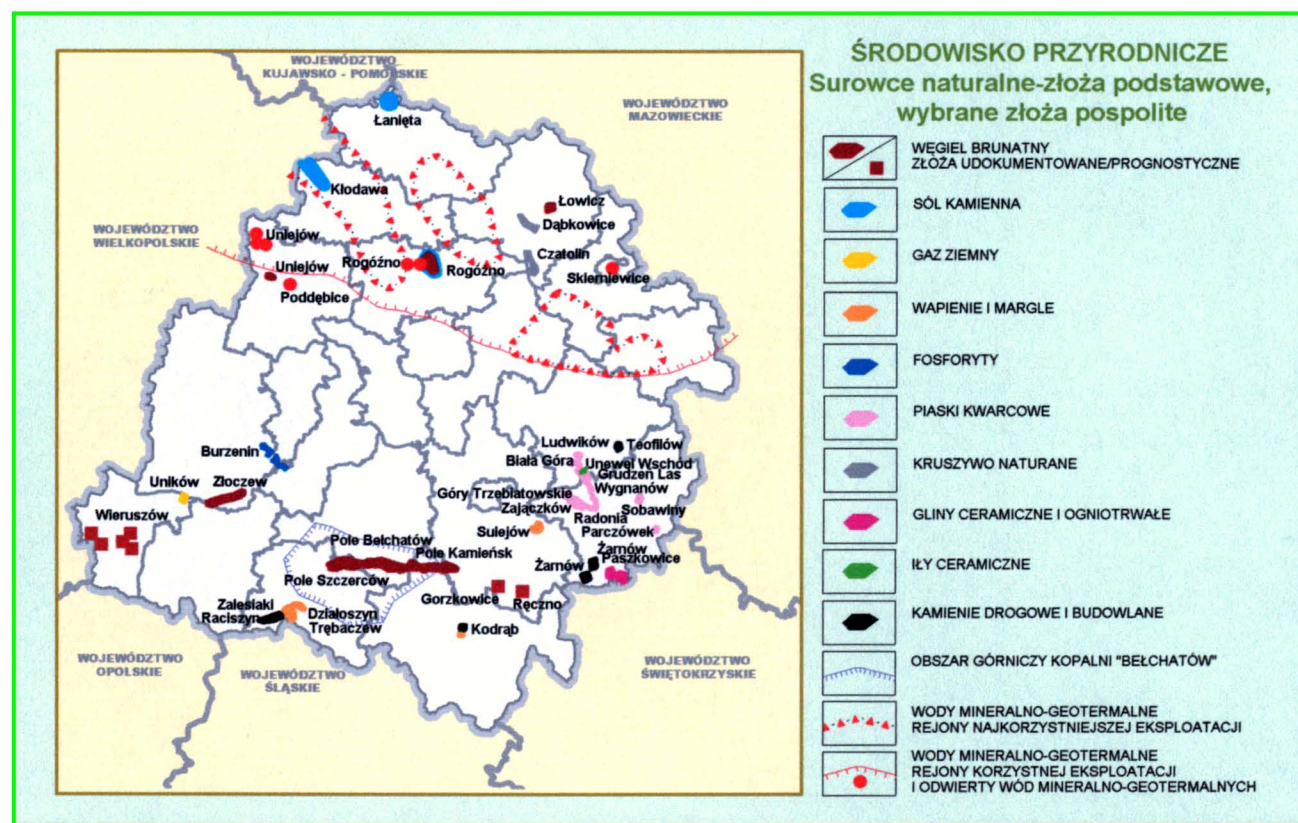 WOJEWÓDZTWO
KUJAWSKO - POMORSKIE
WOJEWÓDZTWO
MAZOWIECKIE
Łanięta
Kłodawa
Łowicz
Dąbkowice
WOJEWÓDZTWO
WIELKOPOLSKIE
Uniejów
Czatolin
Uniejów
Rogóźno
Rogóźno
Skierniewice
Poddębice
Ludwików
Teofilów
Burzenin
Biała Góra
Unewel Wschód
Grudzeń Las
Uników
Złoczew
Góry Trzebiatowskie
Wygnanów
Zajączków
Sobawiny
Wieruszów
Radonia
Sulejów
Parczówek
Pole Bełchatów
Żarnów
Pole Kamieńsk
Żarnów
Paszkowice
Pole Szczerców
Gorzkowice
Ręczno
Zalesiaki
Raciszyn
Działoszyn
Trębaczew
Kodrąb
WOJEWÓDZTWO
OPOLSKIE
WOJEWÓDZTWO
ŚLĄSKIE
WOJEWÓDZTWO
ŚWIĘTOKRZYSKIE
ŚRODOWISKO PRZYRODNICZE
Surowce naturalne-złoża podstawowe,
wybrane złoża pospolite
WĘGIEL BRUNATNY
ZŁOŻA UDOKUMENTOWANE/PROGNOSTYCZNE
SÓL KAMIENNA
GAZ ZIEMNY
WAPIENIE I MARGLE
FOSFORYTY
PIASKI KWARCOWE
KRUSZYWO NATURANE
GLINY CERAMICZNE I OGNIOTRWAŁE
IŁY CERAMICZNE
KAMIENIE DROGOWE I BUDOWLANE
OBSZAR GÓRNICZY KOPALNI "BEŁCHATÓW"
WODY MINERALNO-GEOTERMALNE
REJONY NAJKORZYSTNIEJSZEJ EKSPLOATACJI
WODY MINERALNO-GEOTERMALNE
REJONY KORZYSTNEJ EKSPLOATACJI
I ODWIERTY WÓD MINERALNO-GEOTERMALNYCH